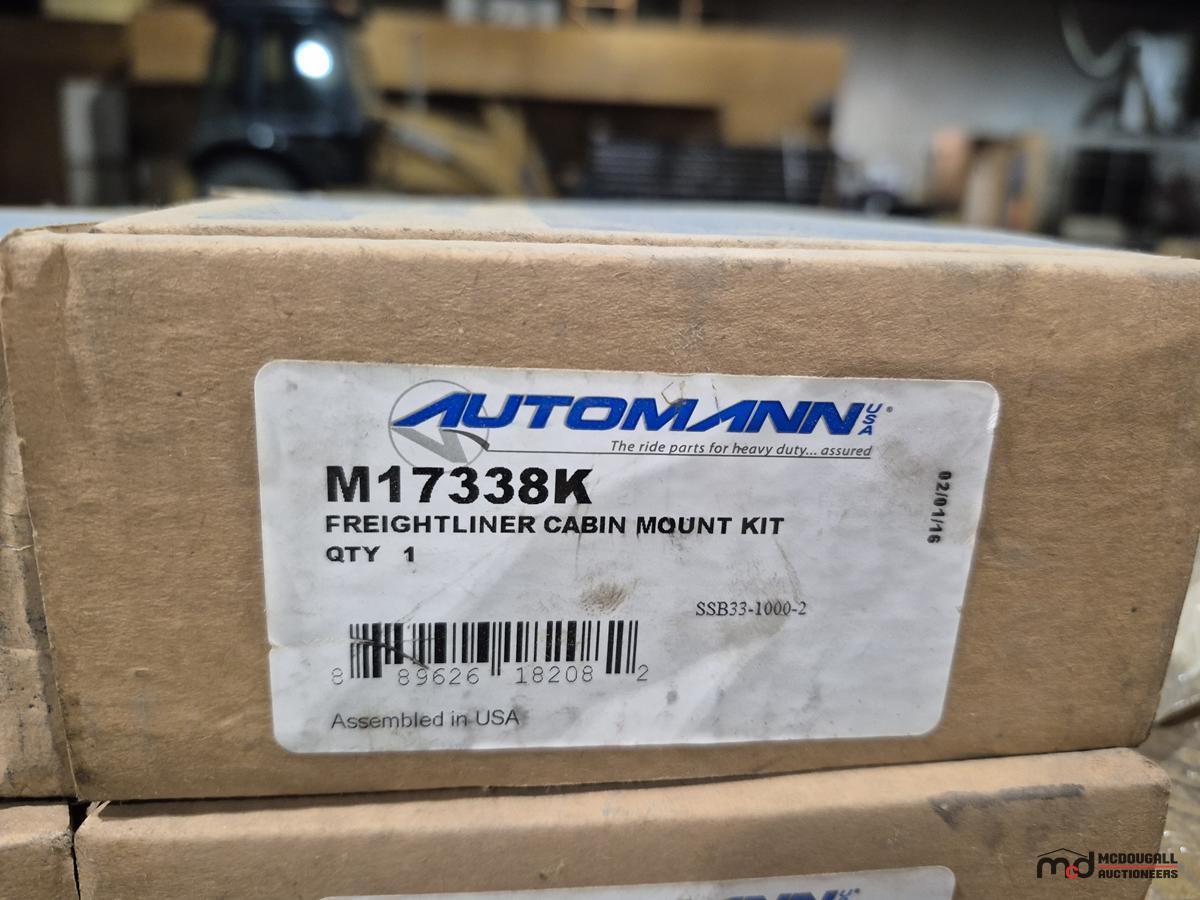 AUTOMANN USA®
The ride parts for heavy duty... assured
M17338K
FREIGHTLINER CABIN MOUNT KIT
QTY 1
02/01/16
SSB33-1000-2
8 89626 18208 2
Assembled in USA
mcd MCDOUGALL
AUCTIONEERS